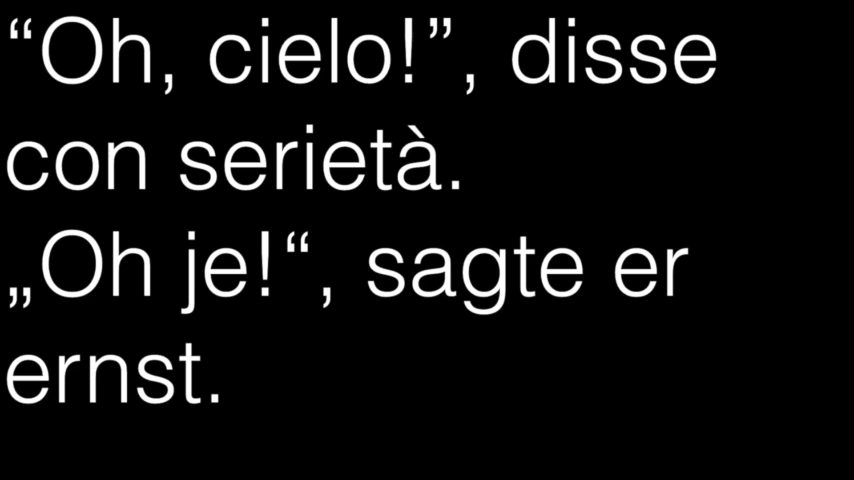 “Oh, cielo!”, disse
con serietà.
„Oh je!“, sagte er
ernst.